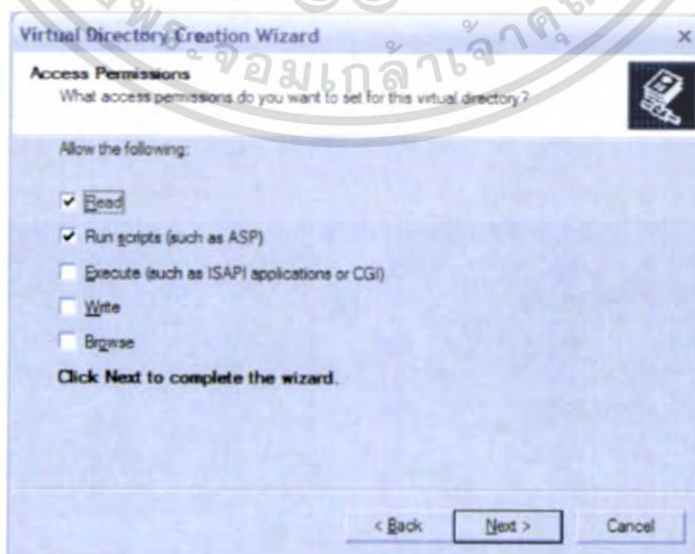 Virtual Directory Creation Wizard
Access Permissions
What access permissions do you want to set for this virtual directory?
Allow the following:
Read
Run scripts (such as ASP)
Execute (such as ISAPI applications or CGI)
Write
Browse
Click Next to complete the wizard.
< Back
Next >
Cancel